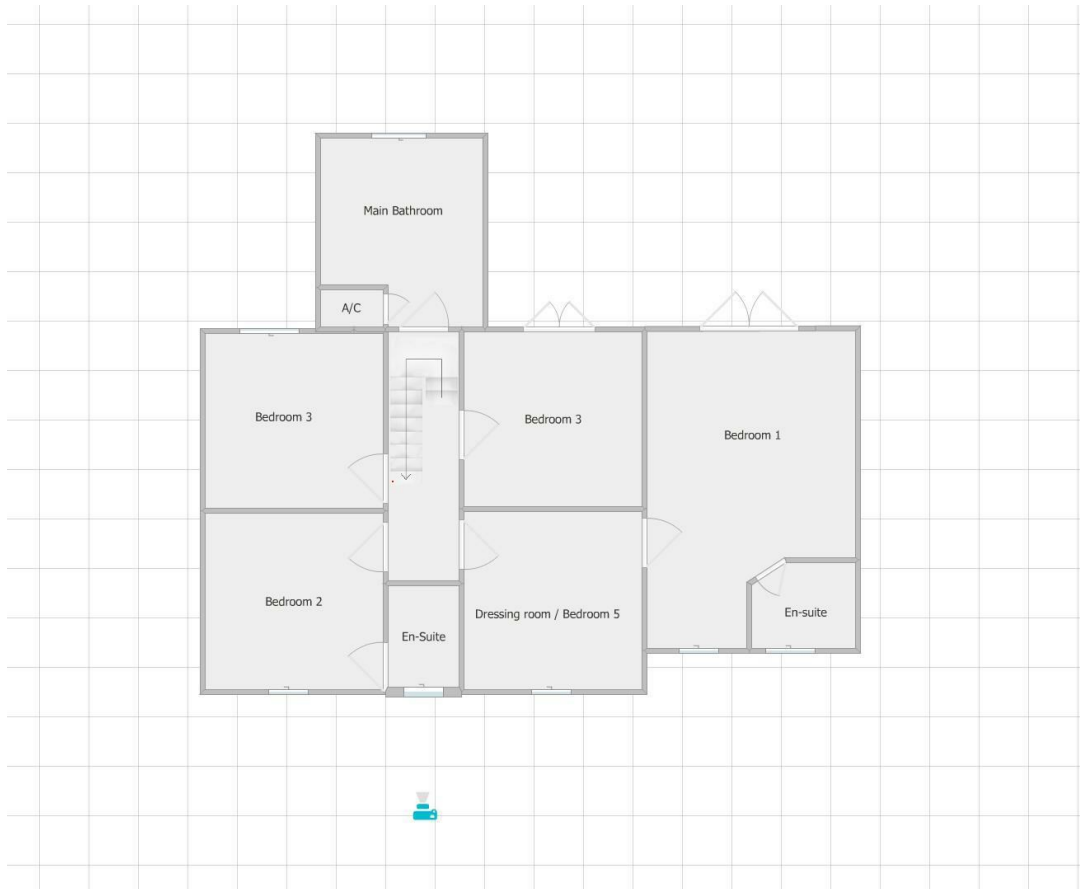 Main Bathroom
A/C
Bedroom 3
Bedroom 3
Bedroom 1
Bedroom 2
En-Suite
Dressing room / Bedroom 5
En-suite